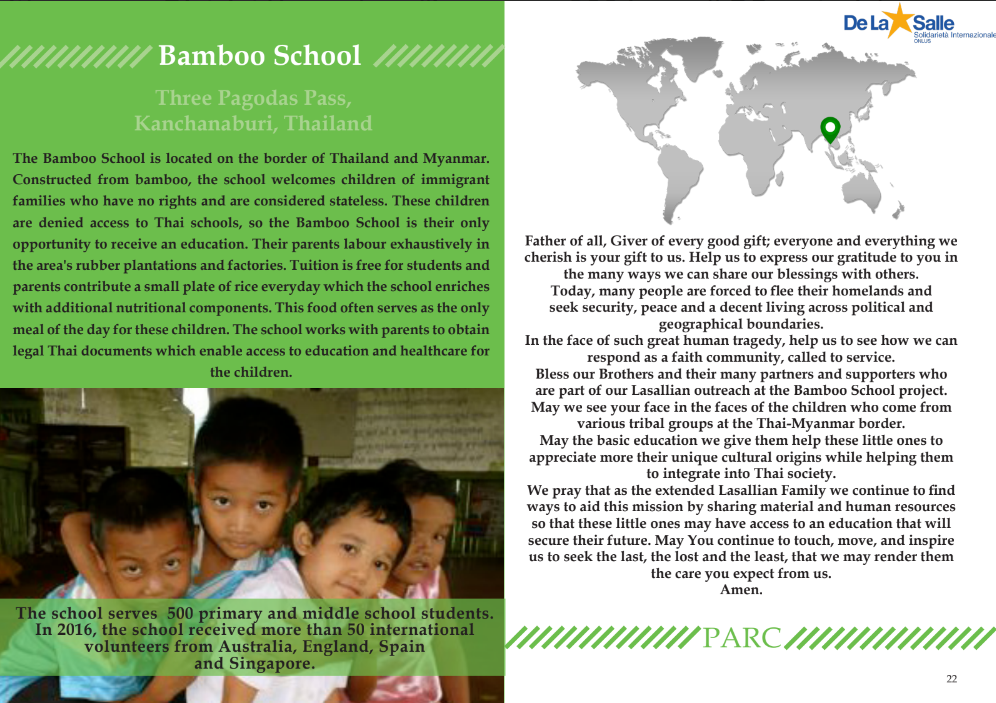 Bamboo School
Three Pagodas Pass,
Kanchanaburi, Thailand
The Bamboo School is located on the border of Thailand and Myanmar.
Constructed from bamboo, the school welcomes children of immigrant
families who have no rights and are considered stateless. These children
are denied access to Thai schools, so the Bamboo School is their only
opportunity to receive an education. Their parents labour exhaustively in
the area's rubber plantations and factories. Tuition is free for students and
parents contribute a small plate of rice everyday which the school enriches
with additional nutritional components. This food often serves as the only
meal of the day for these children. The school works with parents to obtain
legal Thai documents which enable access to education and healthcare for
the children.
The school serves 500 primary and middle school students.
In 2016, the school received more than 50 international
volunteers from Australia, England, Spain
and Singapore.
De La Salle
Solidarietà Internazionale
ONLUS
Father of all, Giver of every good gift; everyone and everything we
cherish is your gift to us. Help us to express our gratitude to you in
the many ways we can share our blessings with others.
Today, many people are forced to flee their homelands and
seek security, peace and a decent living across political and
geographical boundaries.
In the face of such great human tragedy, help us to see how we can
respond as a faith community, called to service.
Bless our Brothers and their many partners and supporters who
are part of our Lasallian outreach at the Bamboo School project.
May we see your face in the faces of the children who come from
various tribal groups at the Thai-Myanmar border.
May the basic education we give them help these little ones to
appreciate more their unique cultural origins while helping them
to integrate into Thai society.
We pray that as the extended Lasallian Family we continue to find
ways to aid this mission by sharing material and human resources
so that these little ones may have access to an education that will
secure their future. May You continue to touch, move, and inspire
us to seek the last, the lost and the least, that we may render them
the care you expect from us.
Amen.
PARC
22